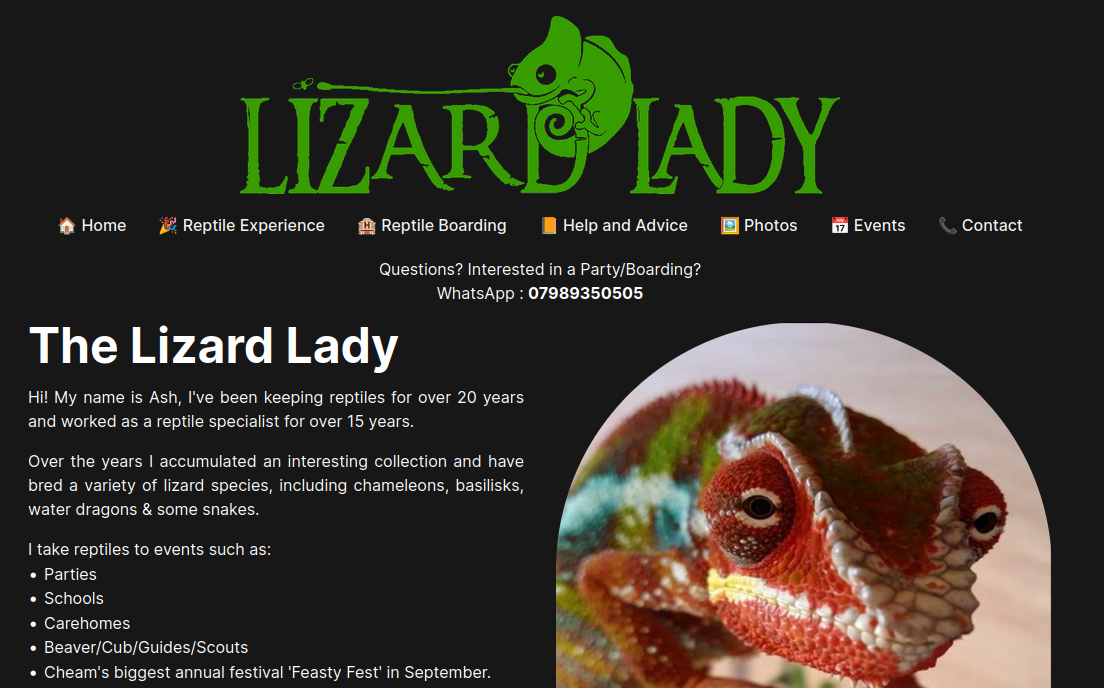 LIZARD LADY
Home Reptile Experience Reptile Boarding Help and Advice Photos Events Contact
Questions? Interested in a Party/Boarding?
WhatsApp : 07989350505
The Lizard Lady
Hi! My name is Ash, I've been keeping reptiles for over 20 years
and worked as a reptile specialist for over 15 years.
Over the years I accumulated an interesting collection and have
bred a variety of lizard species, including chameleons, basilisks,
water dragons & some snakes.
I take reptiles to events such as:
• Parties
• Schools
• Carehomes
• Beaver/Cub/Guides/Scouts
• Cheam's biggest annual festival 'Feasty Fest' in September.